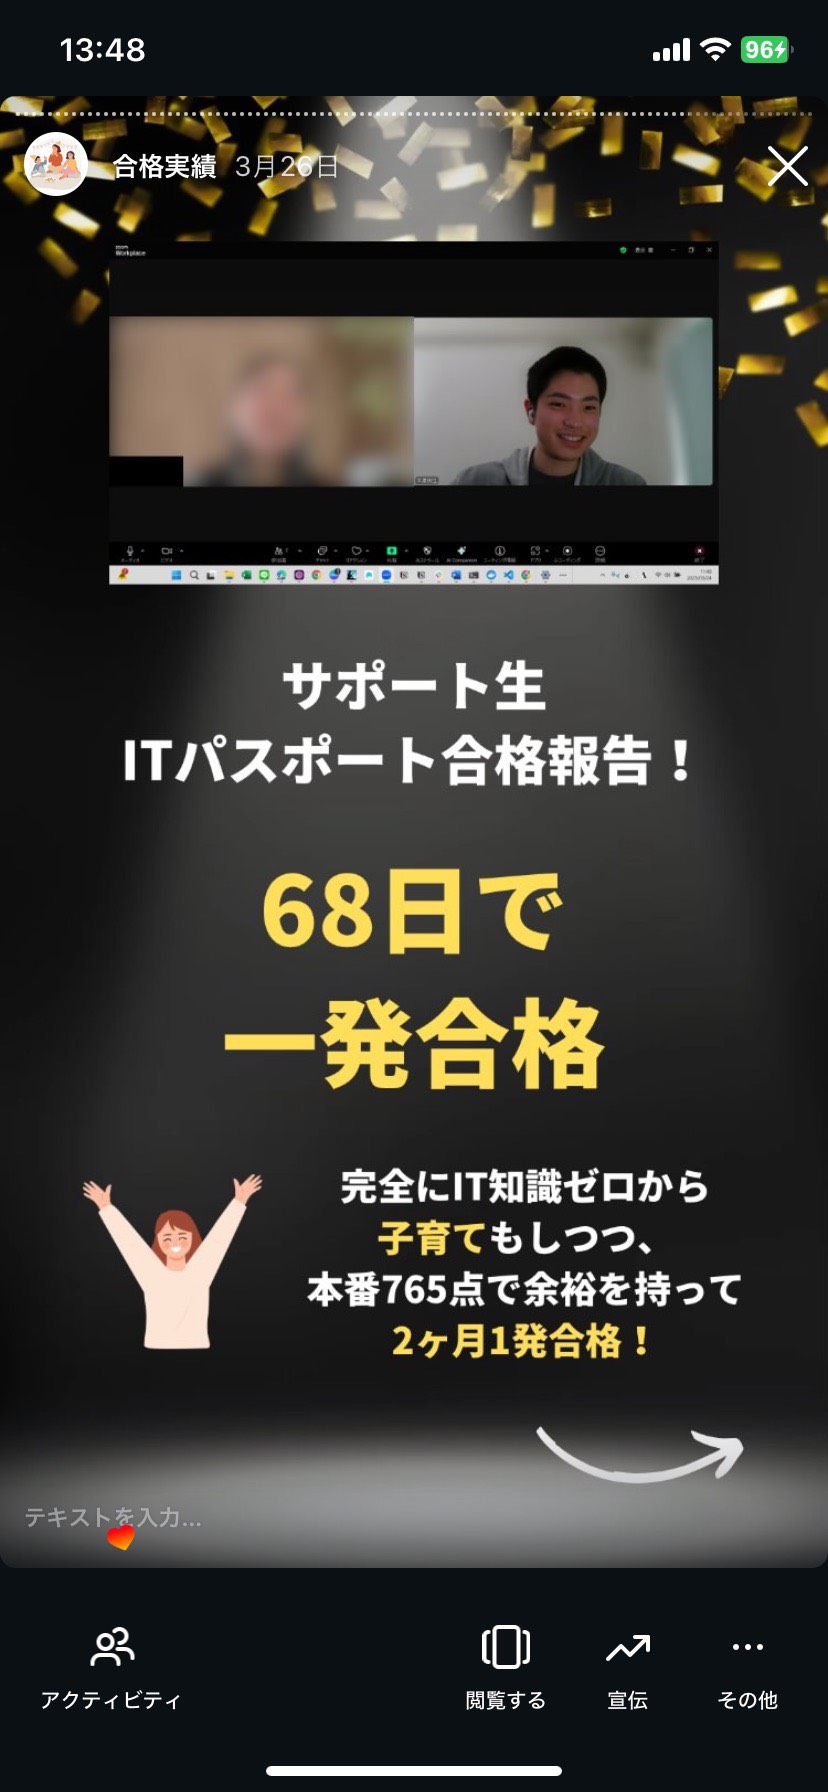 13:48
96
合格実績 3月26日
zoom
Workplace
サポート生
ITパスポート合格報告！
68日で
一発合格
完全にIT知識ゼロから
子育てもしつつ、
本番765点で余裕を持って
2ヶ月1発合格！
テキストを入力...
アクティビティ
閲覧する
宣伝
その他